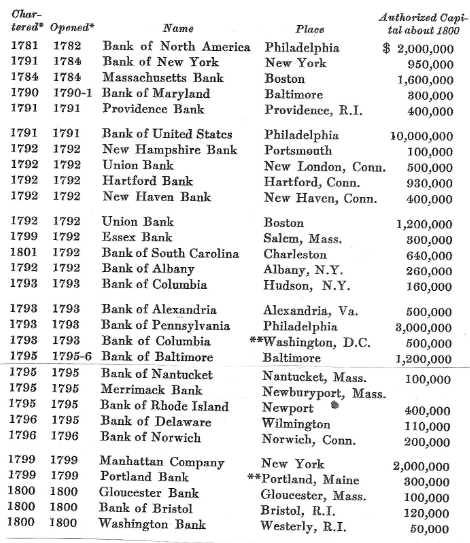 Char- Authorized Capi-
tered* Opened* Name Place tal about 1800
1781 1782 Bank of North America Philadelphia $ 2,000,000
1791 1784 Bank of New York New York 950,000
1784 1784 Massachusetts Bank Boston 1,600,000
1790 1790-1 Bank of Maryland Baltimore 300,000
1791 1791 Providence Bank Providence, R.I. 400,000
1791 1791 Bank of United States Philadelphia 10,000,000
1792 1792 New Hampshire Bank Portsmouth 100,000
1792 1792 Union Bank New London, Conn. 500,000
1792 1792 Hartford Bank Hartford, Conn. 930,000
1792 1792 New Haven Bank New Haven, Conn. 400,000
1792 1792 Union Bank Boston 1,200,000
1799 1792 Essex Bank Salem, Mass. 300,000
1801 1792 Bank of South Carolina Charleston 640,000
1792 1792 Bank of Albany Albany, N.Y. 260,000
1793 1793 Bank of Columbia Hudson, N.Y. 160,000
1793 1793 Bank of Alexandria Alexandria, Va. 500,000
1793 1793 Bank of Pennsylvania Philadelphia 3,000,000
1793 1793 Bank of Columbia **Washington, D.C. 500,000
1795 1795-6 Bank of Baltimore Baltimore 1,200,000
1795 1795 Bank of Nantucket Nantucket, Mass. 100,000
1795 1795 Merrimack Bank Newburyport, Mass.
1795 1795 Bank of Rhode Island Newport 400,000
1796 1795 Bank of Delaware Wilmington 110,000
1796 1796 Bank of Norwich Norwich, Conn. 200,000
1799 1799 Manhattan Company New York 2,000,000
1799 1799 Portland Bank **Portland, Maine 300,000
1800 1800 Gloucester Bank Gloucester, Mass. 100,000
1800 1800 Bank of Bristol Bristol, R.I. 120,000
1800 1800 Washington Bank Westerly, R.I. 50,000